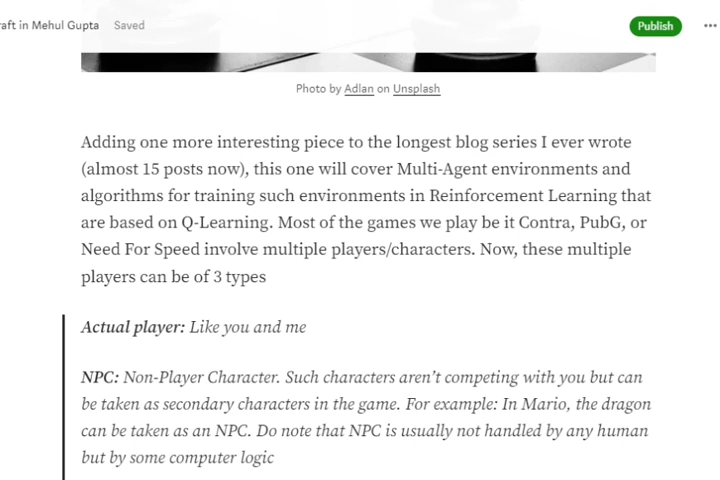 raft in Mehul Gupta Saved Publish
Photo by Adlan on Unsplash
Adding one more interesting piece to the longest blog series I ever wrote
(almost 15 posts now), this one will cover Multi-Agent environments and
algorithms for training such environments in Reinforcement Learning that
are based on Q-Learning. Most of the games we play be it Contra, PubG, or
Need For Speed involve multiple players/characters. Now, these multiple
players can be of 3 types
Actual player: Like you and me
NPC: Non-Player Character. Such characters aren’t competing with you but can
be taken as secondary characters in the game. For example: In Mario, the dragon
can be taken as an NPC. Do note that NPC is usually not handled by any human
but by some computer logic